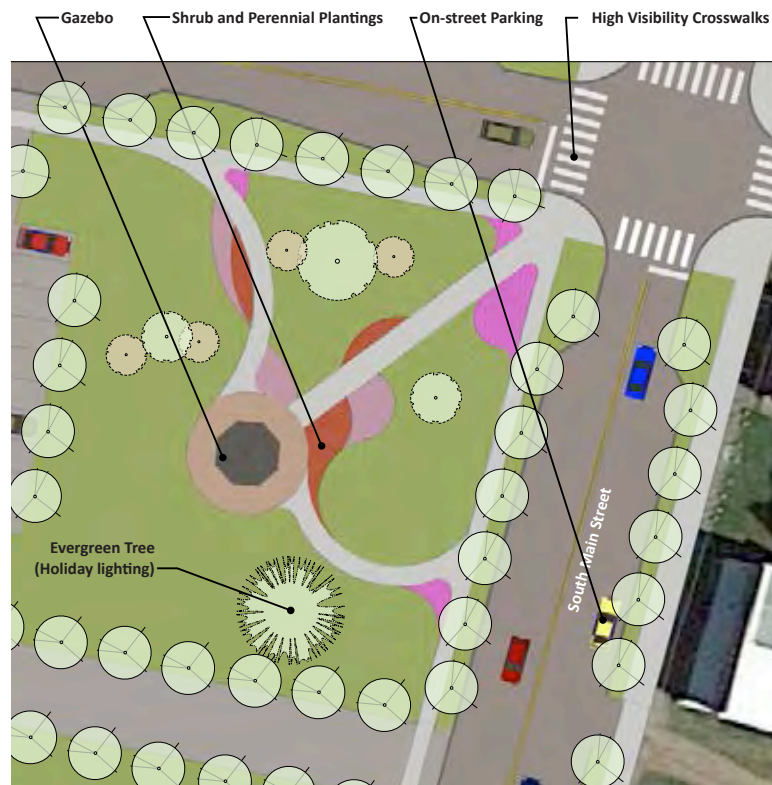 Gazebo
Shrub and Perennial Plantings
On-street Parking
High Visibility Crosswalks
Evergreen Tree
(Holiday lighting)
South Main Street